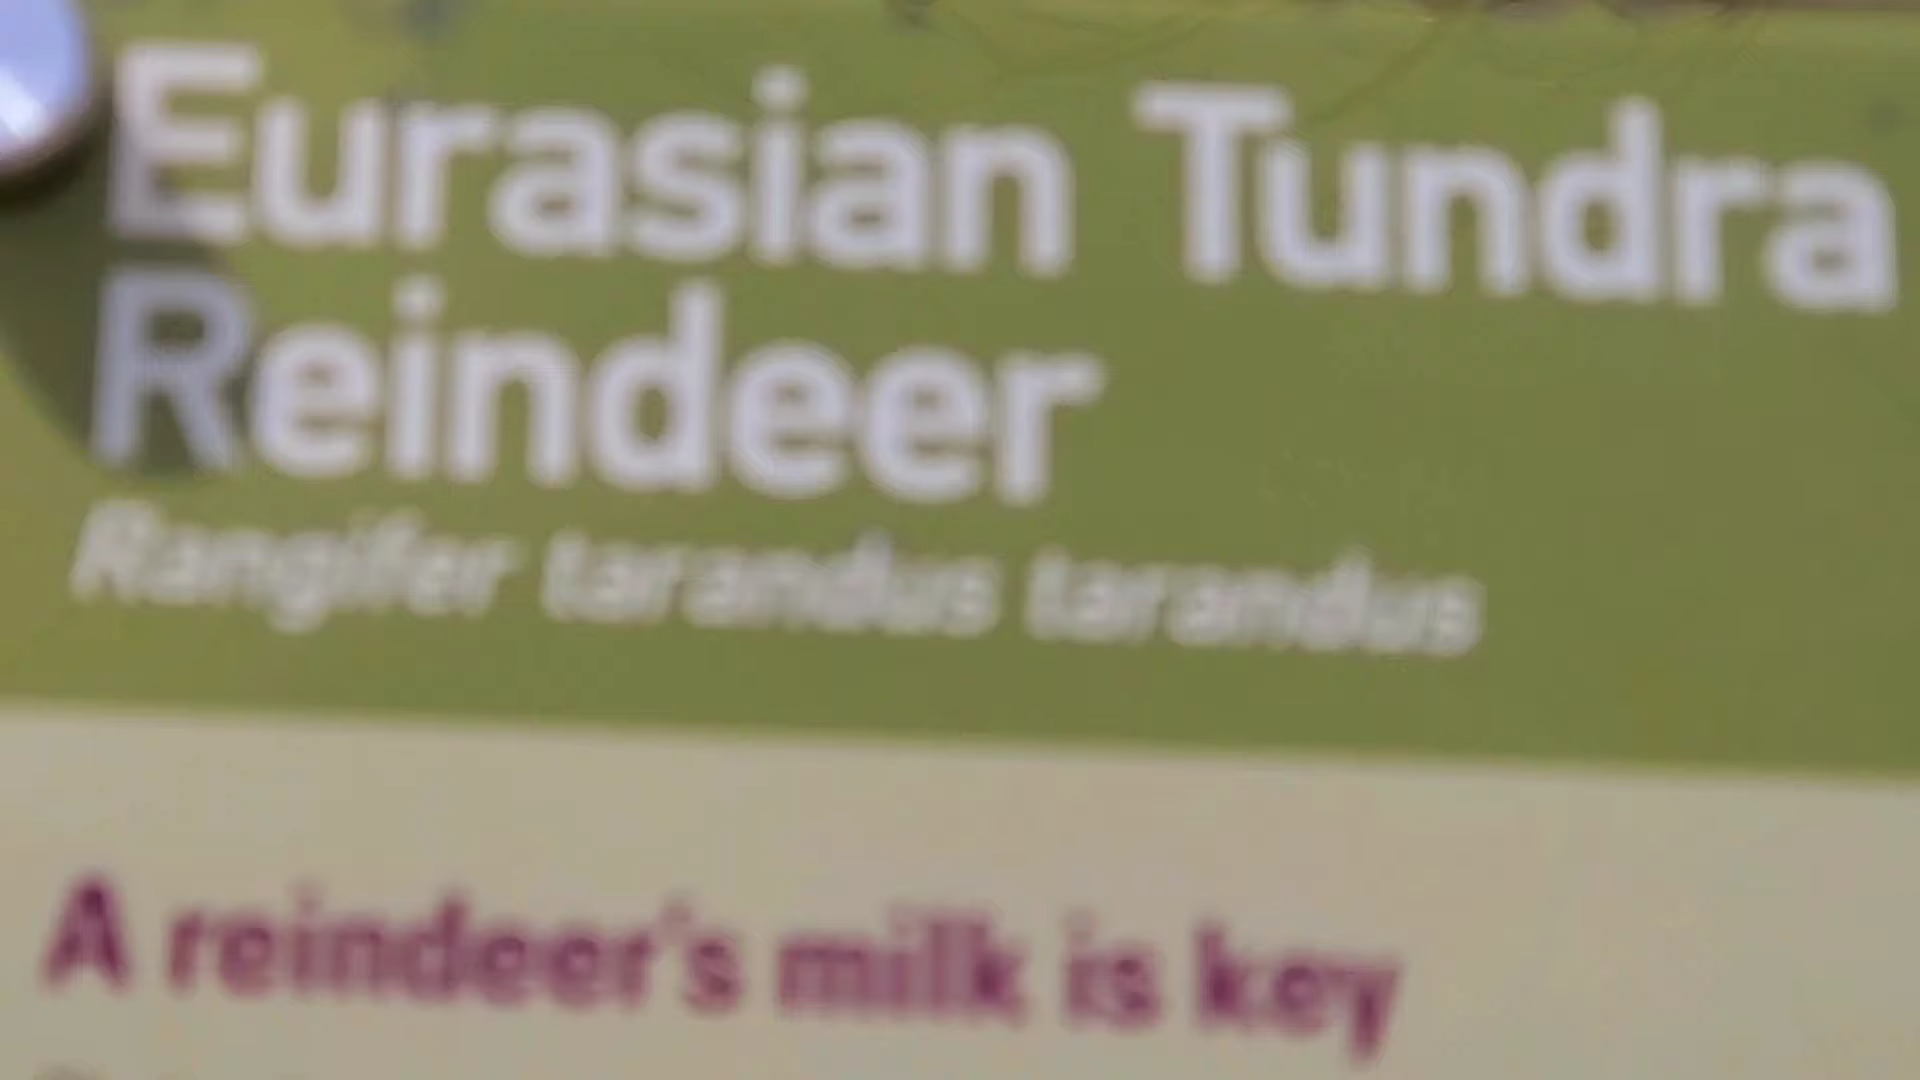 Eurasian Tundra
Reindeer
Rangifer tarandus tarandus
A reindeer's milk is key